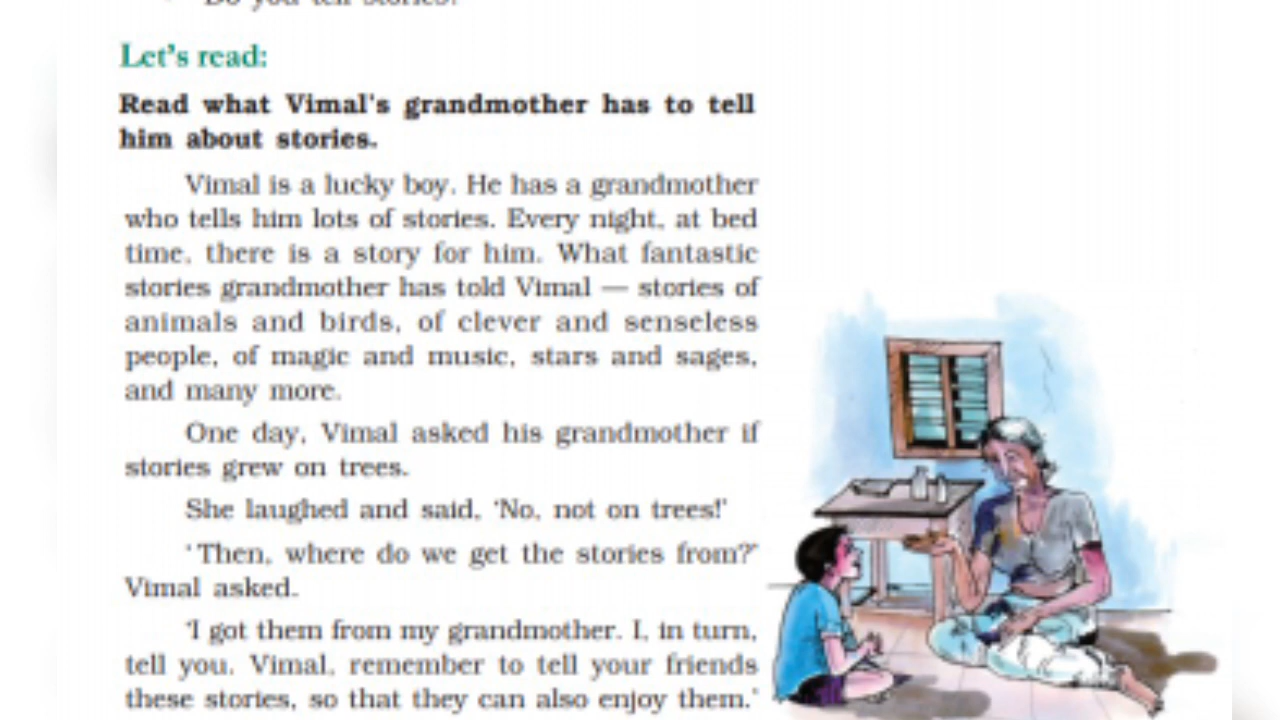 Do you tell stories?
Let's read:
Read what Vimal's grandmother has to tell
him about stories.
Vimal is a lucky boy. He has a grandmother
who tells him lots of stories. Every night, at bed
time, there is a story for him. What fantastic
stories grandmother has told Vimal — stories of
animals and birds, of clever and senseless
people, of magic and music, stars and sages,
and many more.
One day, Vimal asked his grandmother if
stories grew on trees.
She laughed and said, 'No, not on trees!'
'Then, where do we get the stories from?'
Vimal asked.
'I got them from my grandmother. I, in turn,
tell you. Vimal, remember to tell your friends
these stories, so that they can also enjoy them.'